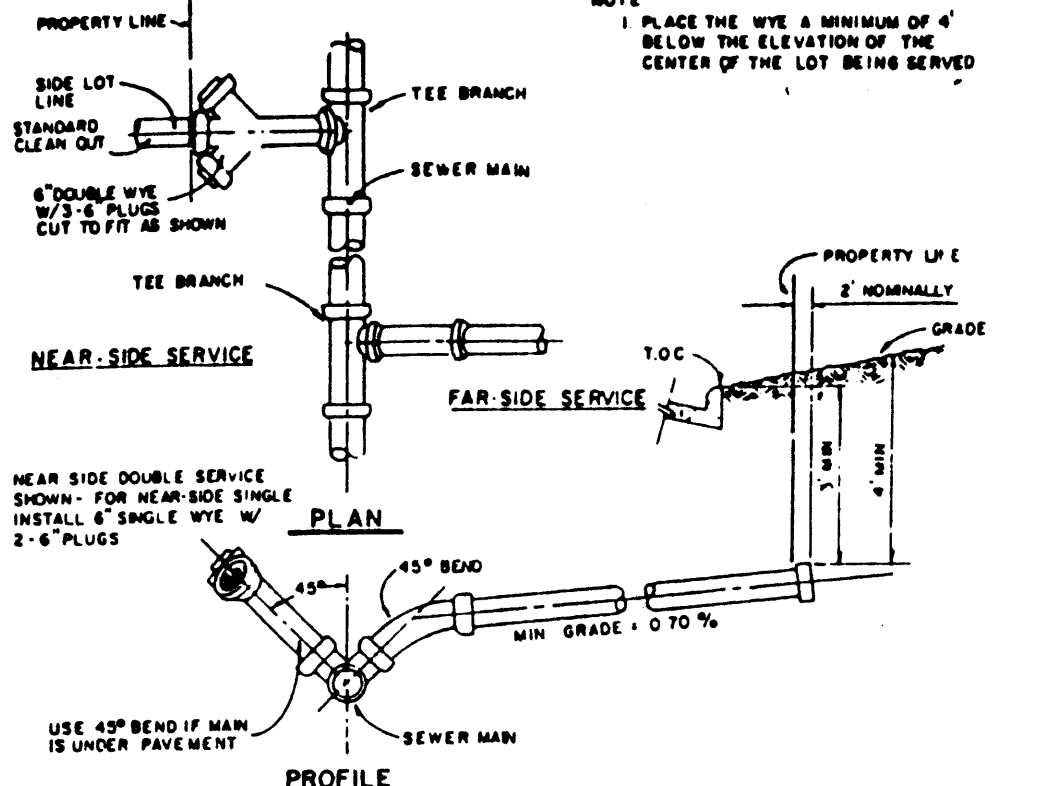 NOTE
1. PLACE THE WYE A MINIMUM OF 4'
BELOW THE ELEVATION OF THE
CENTER OF THE LOT BEING SERVED
PROPERTY LINE
SIDE LOT
LINE
STANDARD
CLEAN OUT
6" DOUBLE WYE
W/3-6" PLUGS
CUT TO FIT AS SHOWN
TEE BRANCH
SEWER MAIN
TEE BRANCH
NEAR-SIDE SERVICE
PROPERTY LINE
2' NOMINALLY
GRADE
T.O.C
FAR-SIDE SERVICE
3' MIN
4' MIN
NEAR SIDE DOUBLE SERVICE
SHOWN - FOR NEAR-SIDE SINGLE
INSTALL 6" SINGLE WYE W/
2-6" PLUGS
PLAN
45°
45° BEND
MIN GRADE = 0.70 %
USE 45° BEND IF MAIN
IS UNDER PAVEMENT
SEWER MAIN
PROFILE